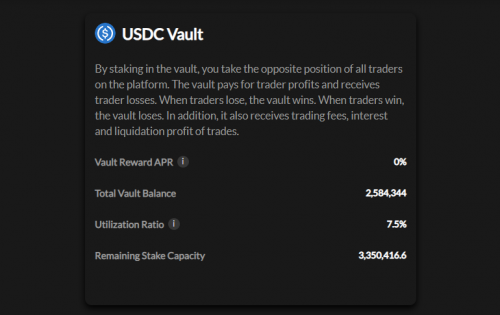 USDC Vault
By staking in the vault, you take the opposite position of all traders
on the platform. The vault pays for trader profits and receives
trader losses. When traders lose, the vault wins. When traders win,
the vault loses. In addition, it also receives trading fees, interest
and liquidation profit of trades.
Vault Reward APR i 0%
Total Vault Balance 2,584,344
Utilization Ratio i 7.5%
Remaining Stake Capacity 3,350,416.6